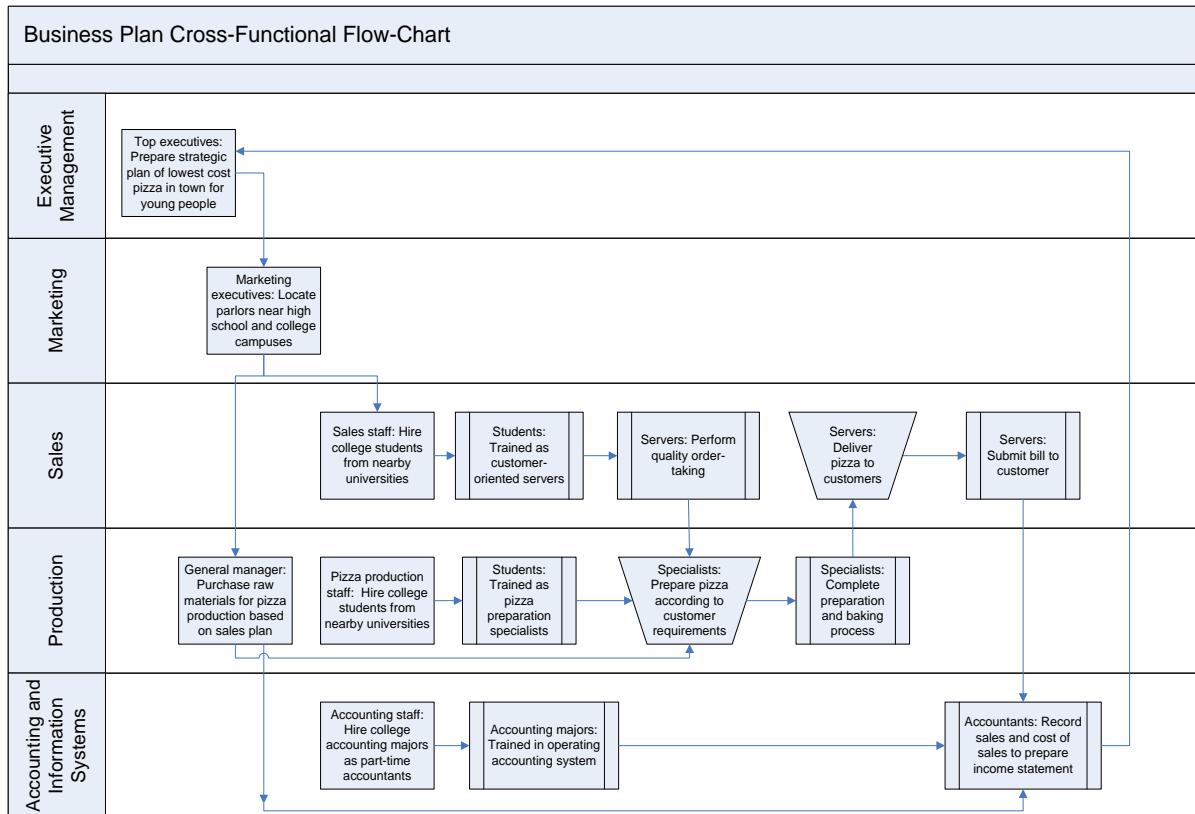 Business Plan Cross-Functional Flow-Chart
Executive
Management
Top executives:
Prepare strategic
plan of lowest cost
pizza in town for
young people
Marketing
Marketing
executives: Locate
parlors near high
school and college
campuses
Sales
Sales staff: Hire
college students
from nearby
universities
Students:
Trained as
customer-
oriented servers
Servers: Perform
quality order-
taking
Servers:
Deliver
pizza to
customers
Servers:
Submit bill to
customer
Production
General manager:
Purchase raw
materials for pizza
production based
on sales plan
Pizza production
staff: Hire college
students from
nearby universities
Students:
Trained as
pizza
preparation
specialists
Specialists:
Prepare pizza
according to
customer
requirements
Specialists:
Complete
preparation
and baking
process
Accounting and
Information
Systems
Accounting staff:
Hire college
accounting majors
as part-time
accountants
Accounting majors:
Trained in operating
accounting system
Accountants: Record
sales and cost of
sales to prepare
income statement